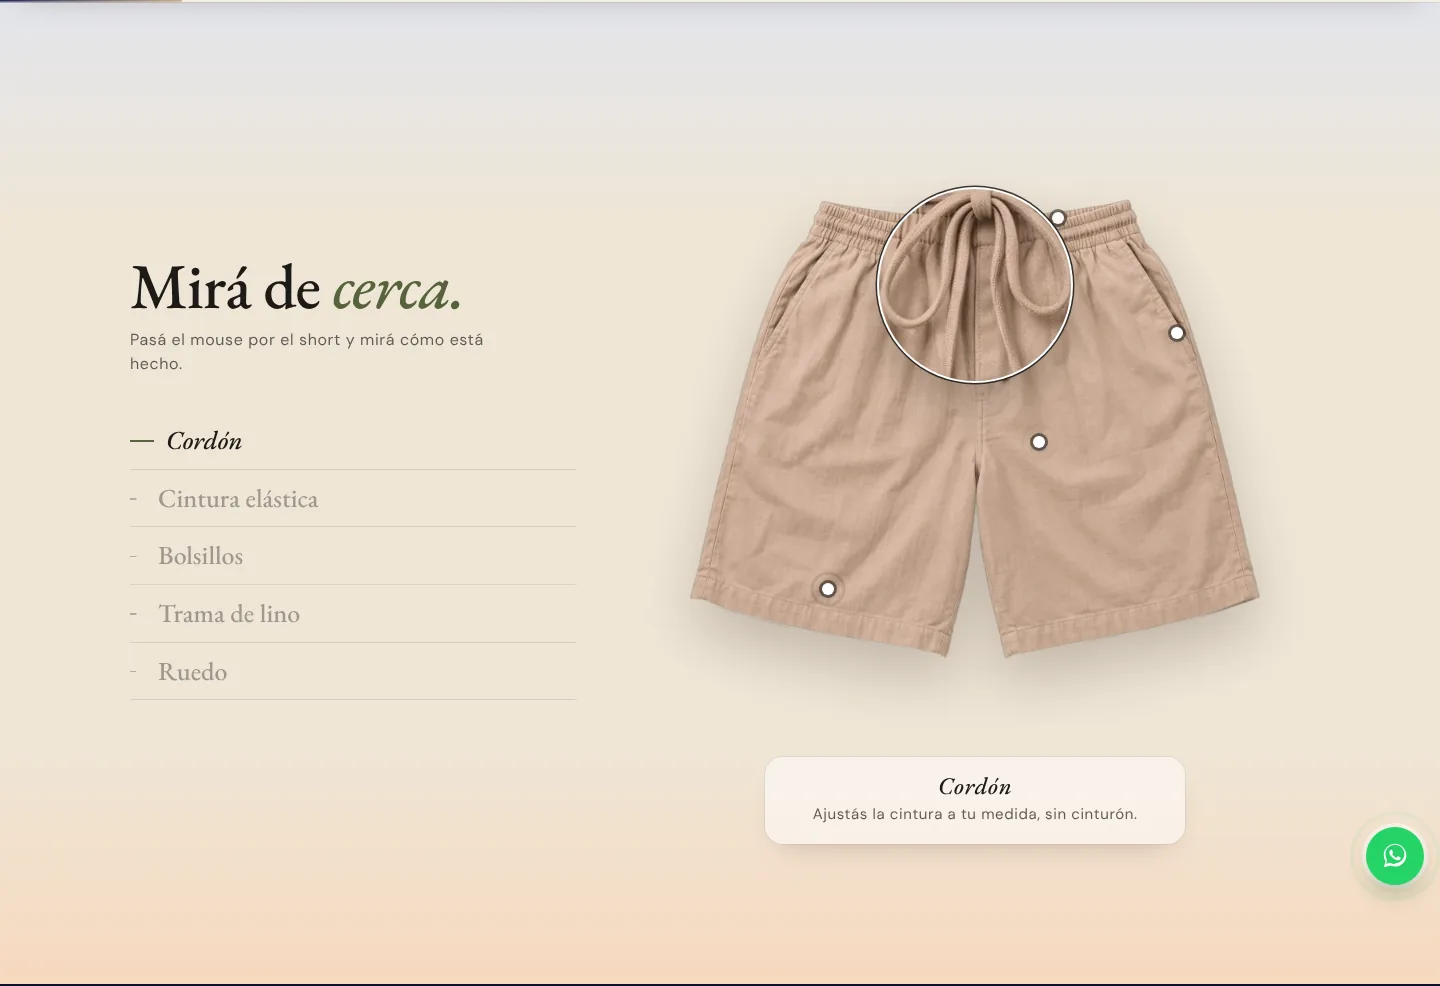 Mirá de cerca.
Pasá el mouse por el short y mirá cómo está
hecho.
Cordón
Cintura elástica
Bolsillos
Trama de lino
Ruedo
Cordón
Ajustás la cintura a tu medida, sin cinturón.